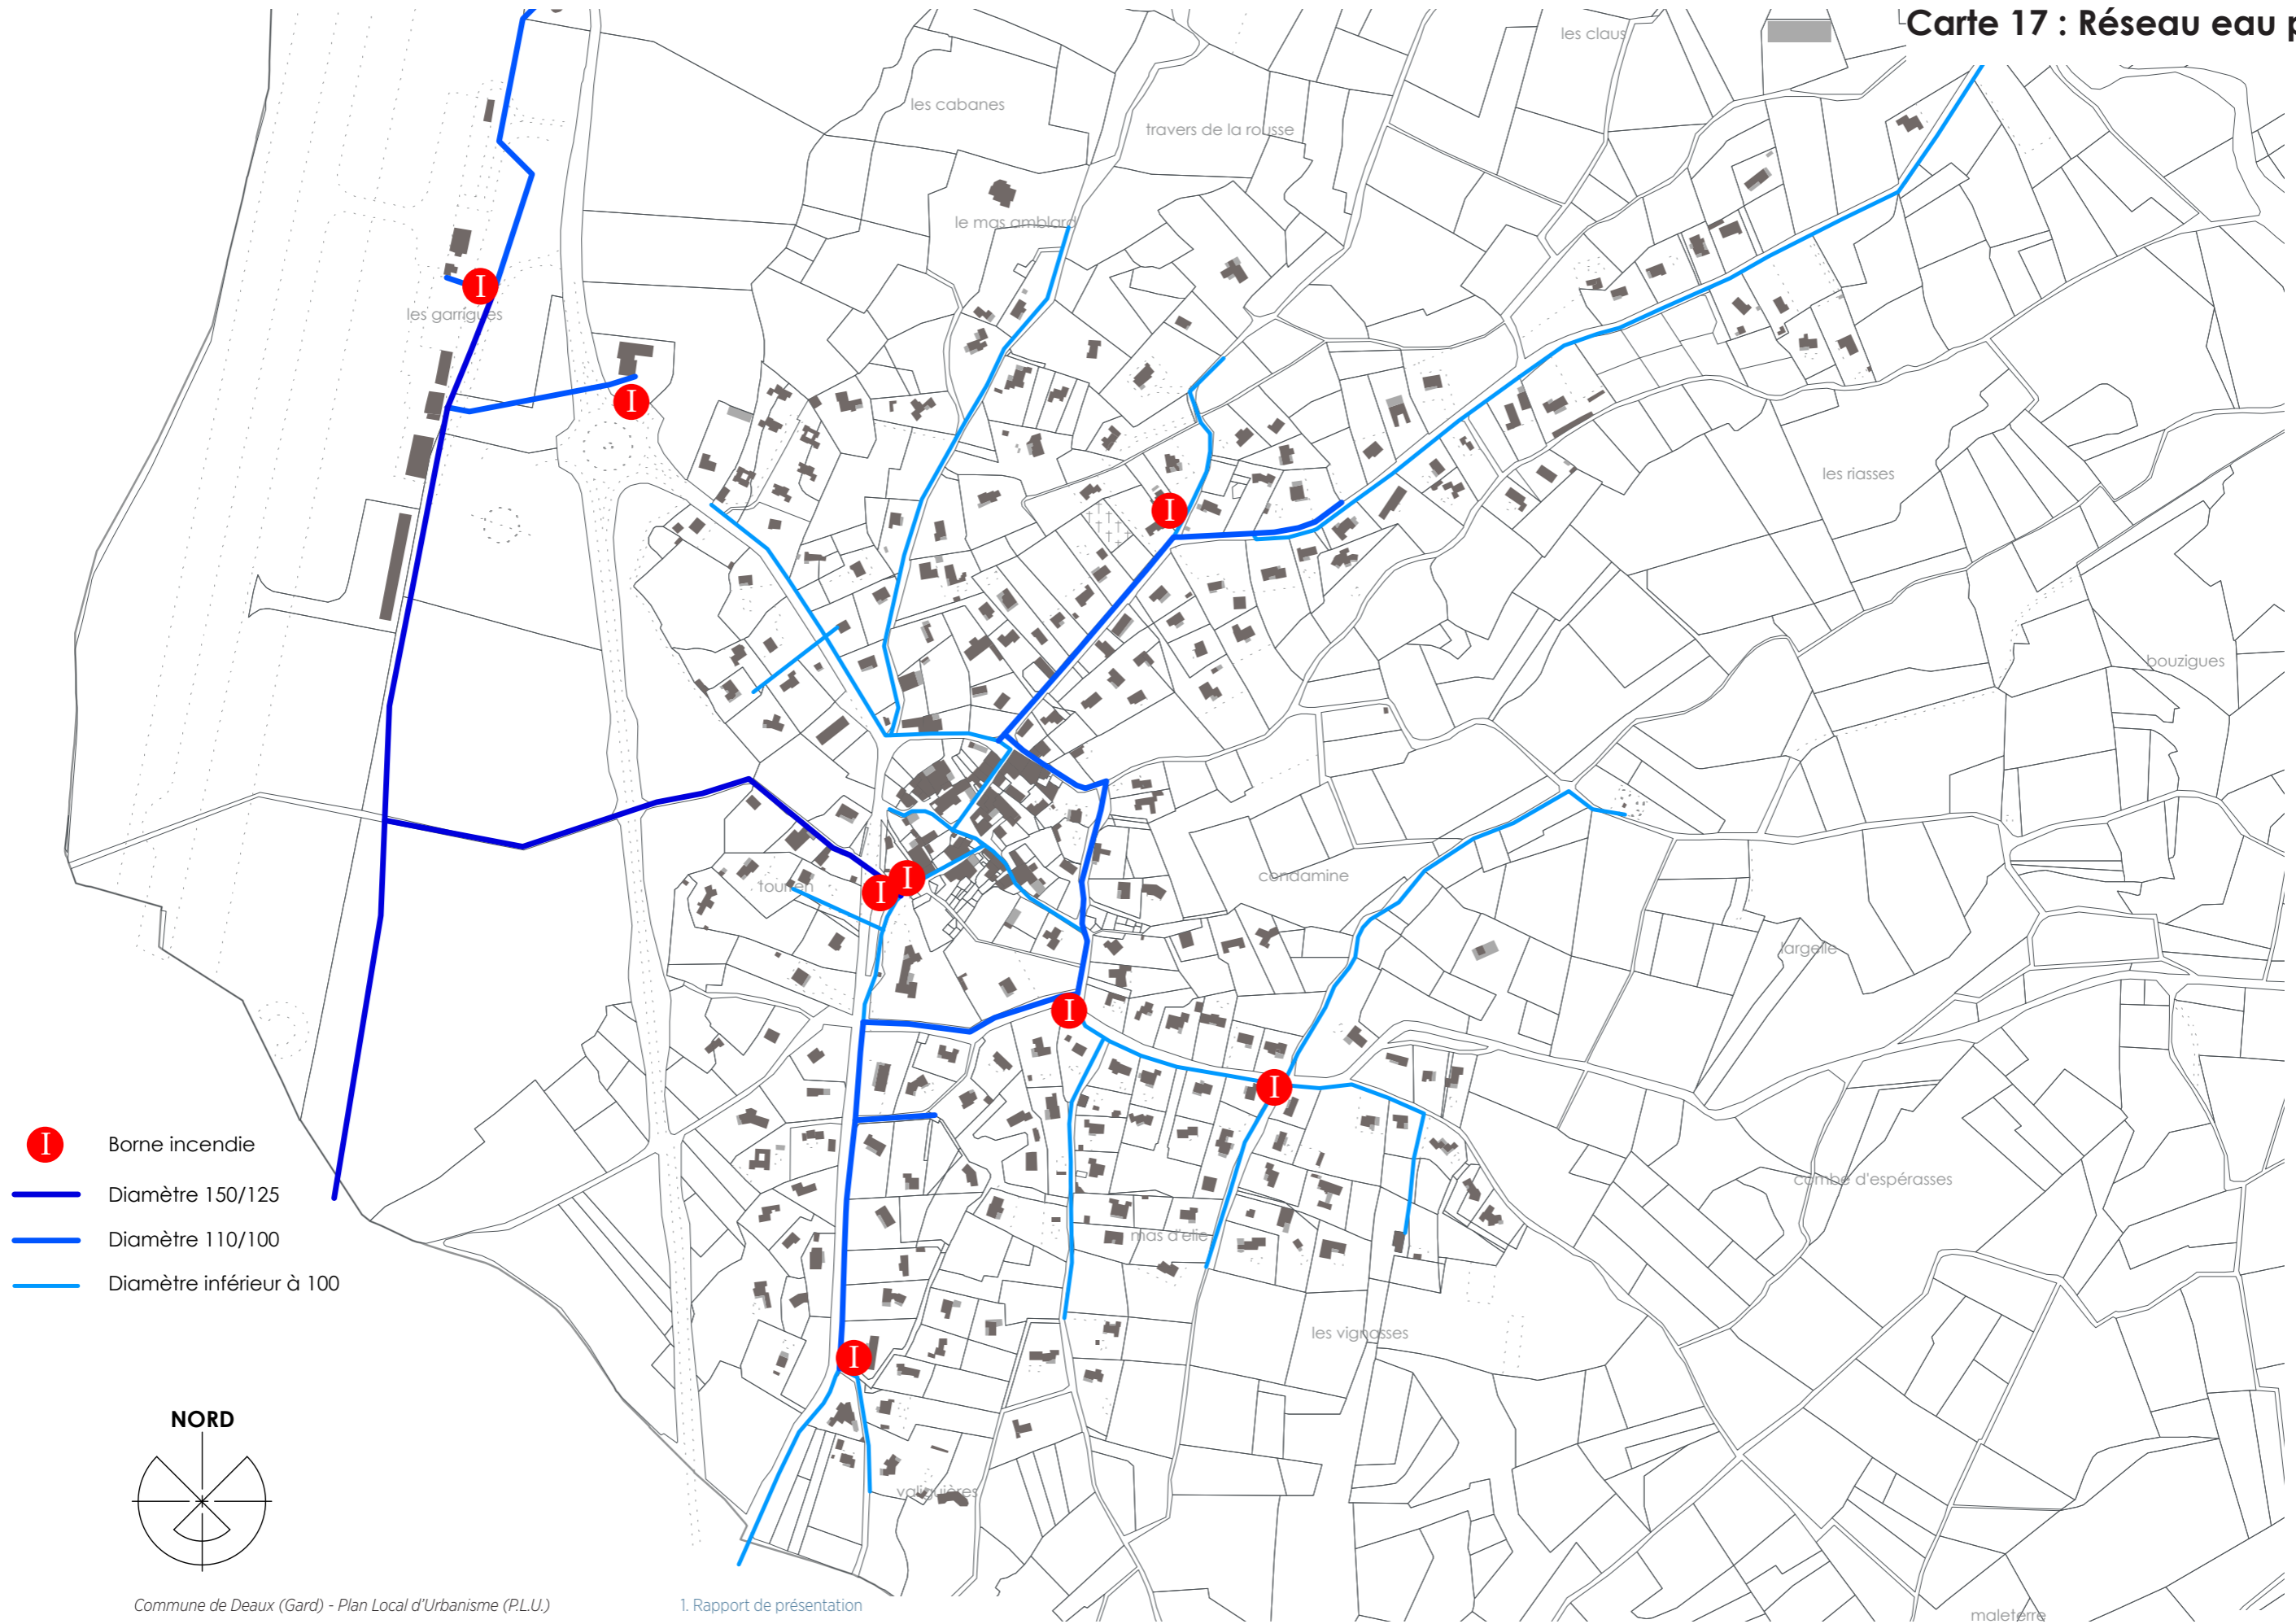 Carte 17 : Réseau eau p
les claus
les cabanes
travers de la rousse
le mas amblard
les garrigues
les riasses
bouzigues
tourren
condamine
largelle
combe d'espérasses
mas d'elie
les vignasses
valiguières
maleterre
I Borne incendie
Diamètre 150/125
Diamètre 110/100
Diamètre inférieur à 100
NORD
Commune de Deaux (Gard) - Plan Local d'Urbanisme (P.L.U.)
1. Rapport de présentation
I
I
I
I
I
I
I
I